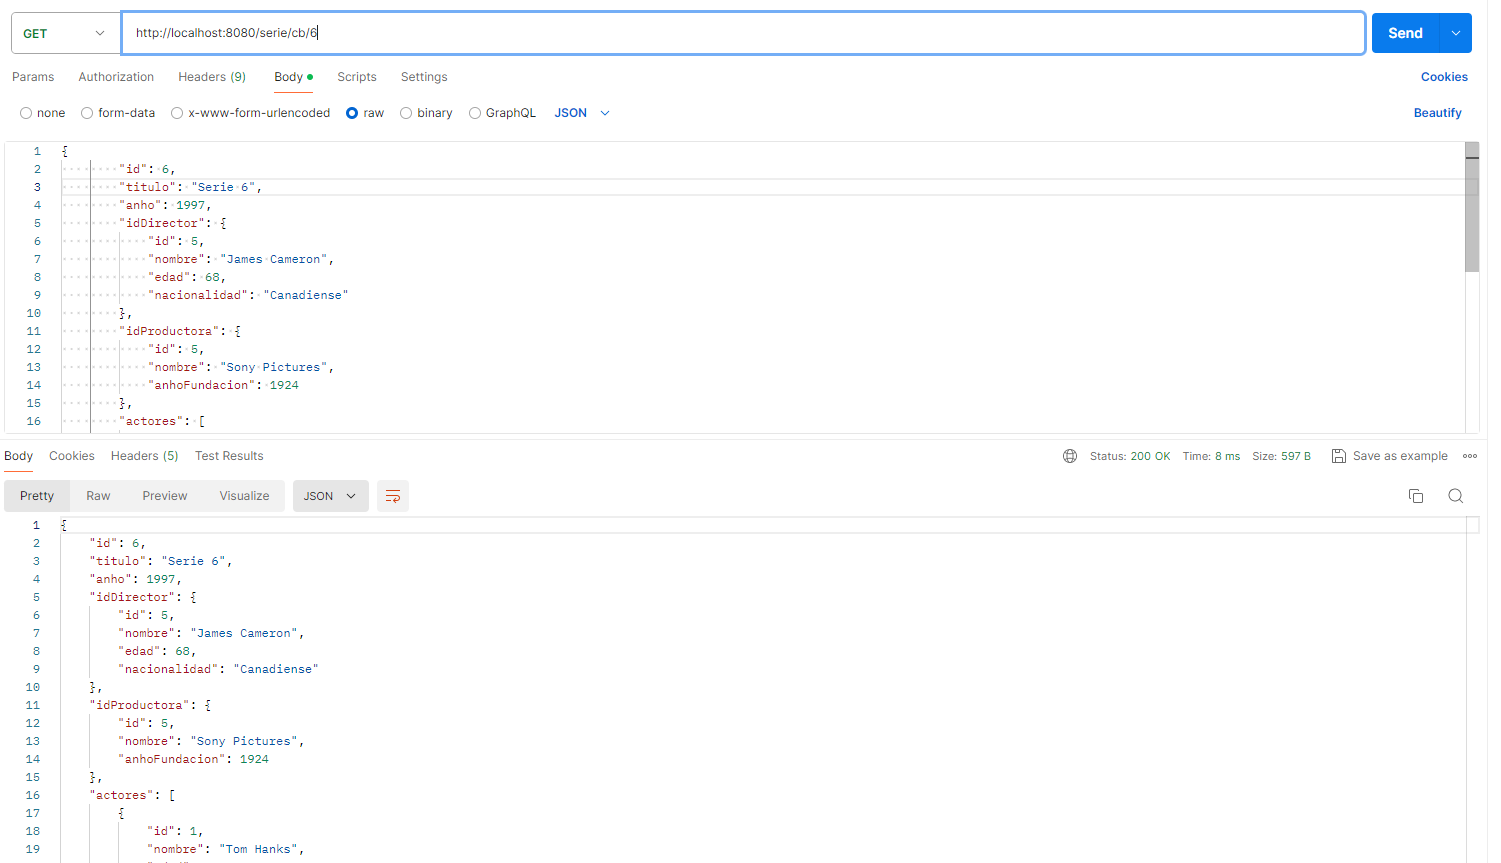 GET http://localhost:8080/serie/cb/6 Send
Params Authorization Headers (9) Body Scripts Settings Cookies
none form-data x-www-form-urlencoded raw binary GraphQL JSON Beautify
1 {
2 "id": 6,
3 "titulo": "Serie 6",
4 "anho": 1997,
5 "idDirector": {
6 "id": 5,
7 "nombre": "James Cameron",
8 "edad": 68,
9 "nacionalidad": "Canadiense"
10 },
11 "idProductora": {
12 "id": 5,
13 "nombre": "Sony Pictures",
14 "anhoFundacion": 1924
15 },
16 "actores": [
Body Cookies Headers (5) Test Results Status: 200 OK Time: 8 ms Size: 597 B Save as example
Pretty Raw Preview Visualize JSON
1 {
2 "id": 6,
3 "titulo": "Serie 6",
4 "anho": 1997,
5 "idDirector": {
6 "id": 5,
7 "nombre": "James Cameron",
8 "edad": 68,
9 "nacionalidad": "Canadiense"
10 },
11 "idProductora": {
12 "id": 5,
13 "nombre": "Sony Pictures",
14 "anhoFundacion": 1924
15 },
16 "actores": [
17 {
18 "id": 1,
19 "nombre": "Tom Hanks",